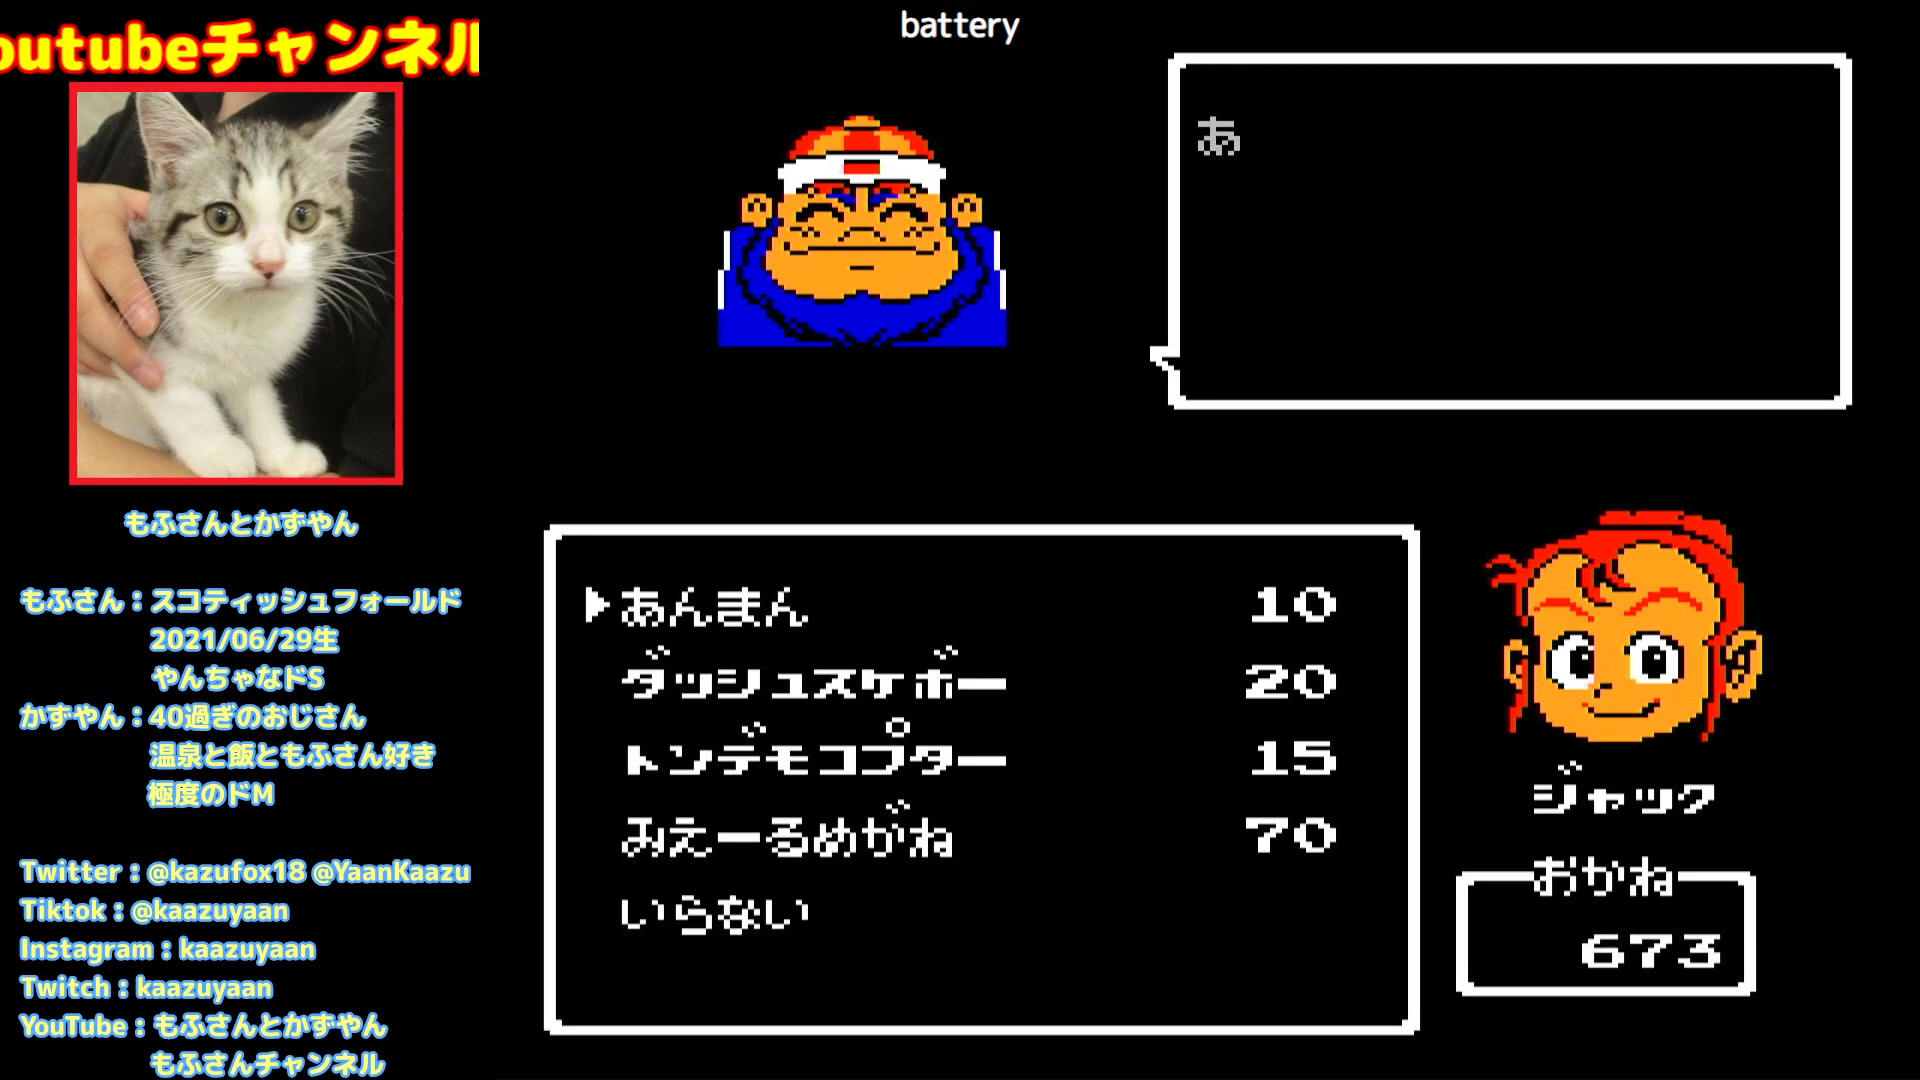 outubeチャンネル
もふさんとかずやん
もふさん：スコティッシュフォールド
2021/06/29生
やんちゃなドS
かずやん：40過ぎのおじさん
温泉と飯ともふさん好き
極度のドM
Twitter：@kazufox18 @YaanKaazu
Tiktok：@kaazuyaan
Instagram：kaazuyaan
Twitch：kaazuyaan
YouTube：もふさんとかずやん
もふさんチャンネル
battery
あ
▶あんまん 10
ダッシュスケボー 20
トンデモコプター 15
みえーるめがね 70
いらない
ジャック
おかね
673